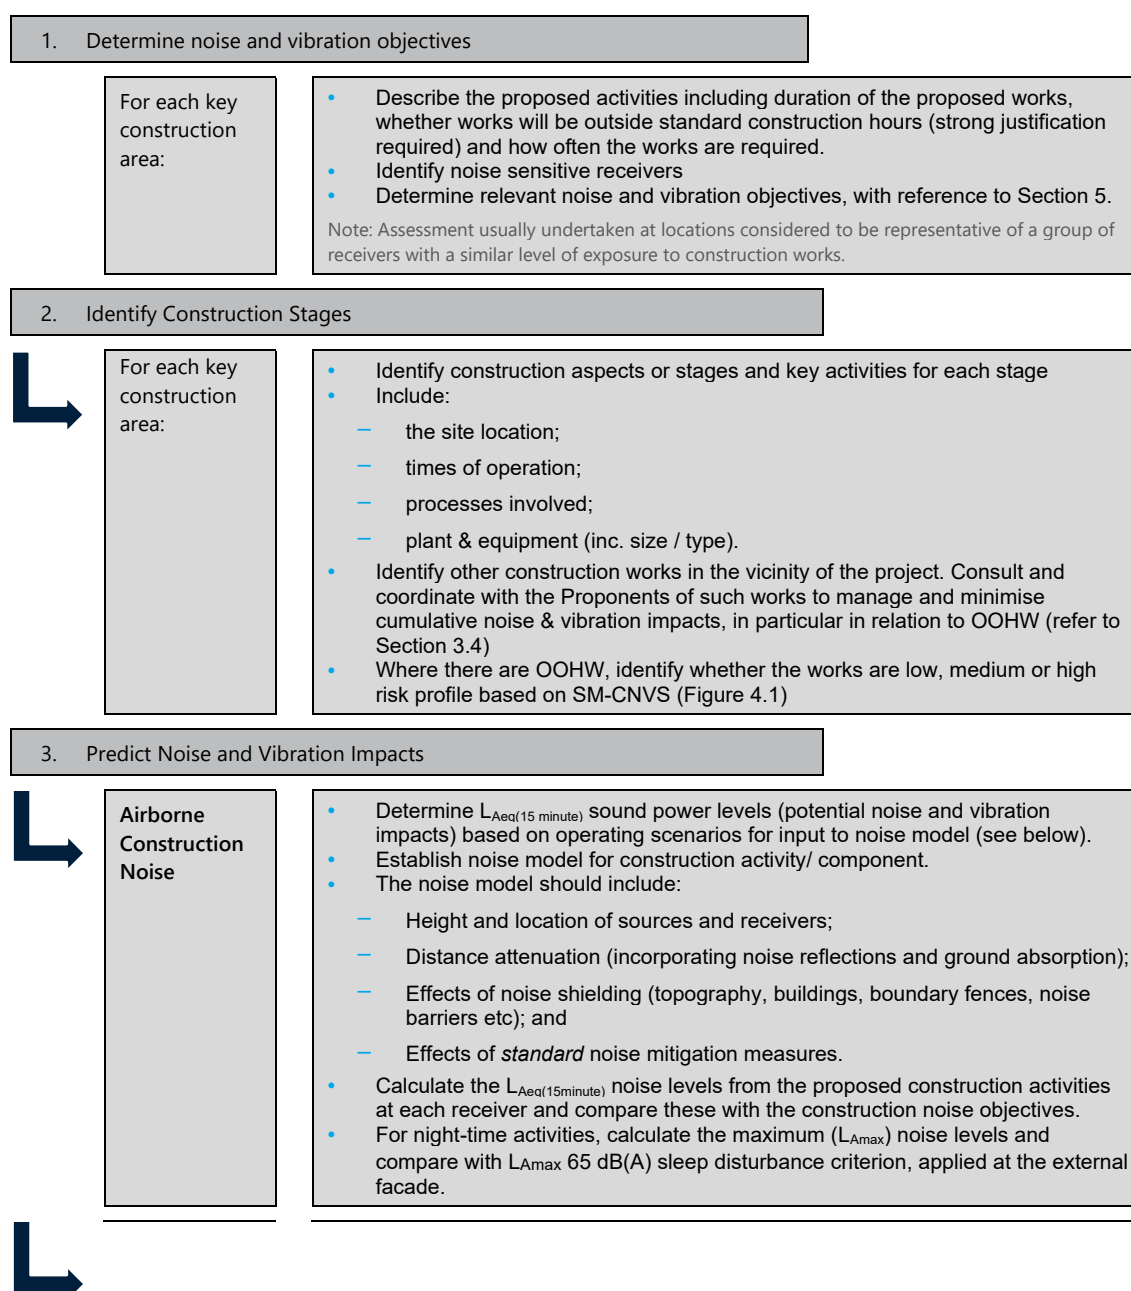 1. Determine noise and vibration objectives
For each key
construction
area:
• Describe the proposed activities including duration of the proposed works,
whether works will be outside standard construction hours (strong justification
required) and how often the works are required.
• Identify noise sensitive receivers
• Determine relevant noise and vibration objectives, with reference to Section 5.
Note: Assessment usually undertaken at locations considered to be representative of a group of
receivers with a similar level of exposure to construction works.
2. Identify Construction Stages
For each key
construction
area:
• Identify construction aspects or stages and key activities for each stage
• Include:
– the site location;
– times of operation;
– processes involved;
– plant & equipment (inc. size / type).
• Identify other construction works in the vicinity of the project. Consult and
coordinate with the Proponents of such works to manage and minimise
cumulative noise & vibration impacts, in particular in relation to OOHW (refer to
Section 3.4)
• Where there are OOHW, identify whether the works are low, medium or high
risk profile based on SM-CNVS (Figure 4.1)
3. Predict Noise and Vibration Impacts
Airborne
Construction
Noise
• Determine LAeq(15 minute) sound power levels (potential noise and vibration
impacts) based on operating scenarios for input to noise model (see below).
• Establish noise model for construction activity/ component.
• The noise model should include:
– Height and location of sources and receivers;
– Distance attenuation (incorporating noise reflections and ground absorption);
– Effects of noise shielding (topography, buildings, boundary fences, noise
barriers etc); and
– Effects of standard noise mitigation measures.
• Calculate the LAeq(15minute) noise levels from the proposed construction activities
at each receiver and compare these with the construction noise objectives.
• For night-time activities, calculate the maximum (LAmax) noise levels and
compare with LAmax 65 dB(A) sleep disturbance criterion, applied at the external
facade.